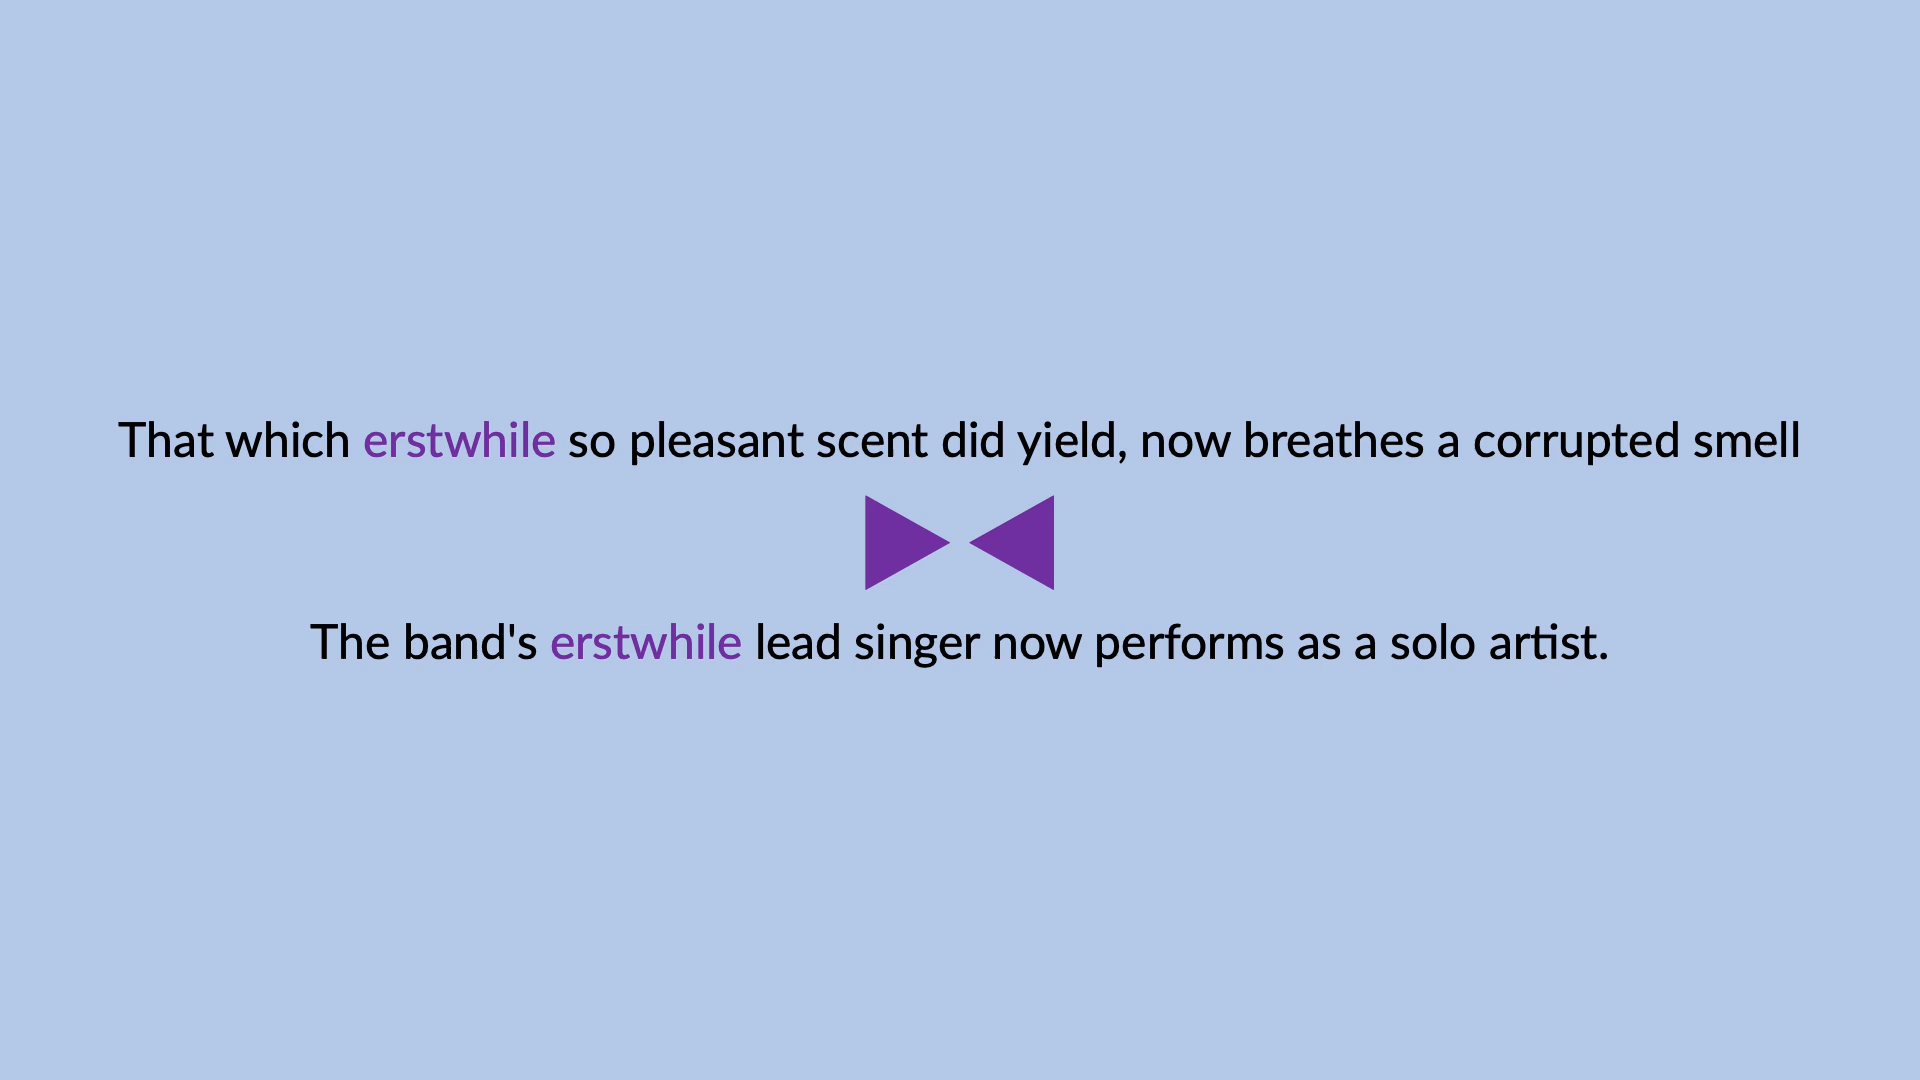 That which erstwhile so pleasant scent did yield, now breathes a corrupted smell
The band's erstwhile lead singer now performs as a solo artist.